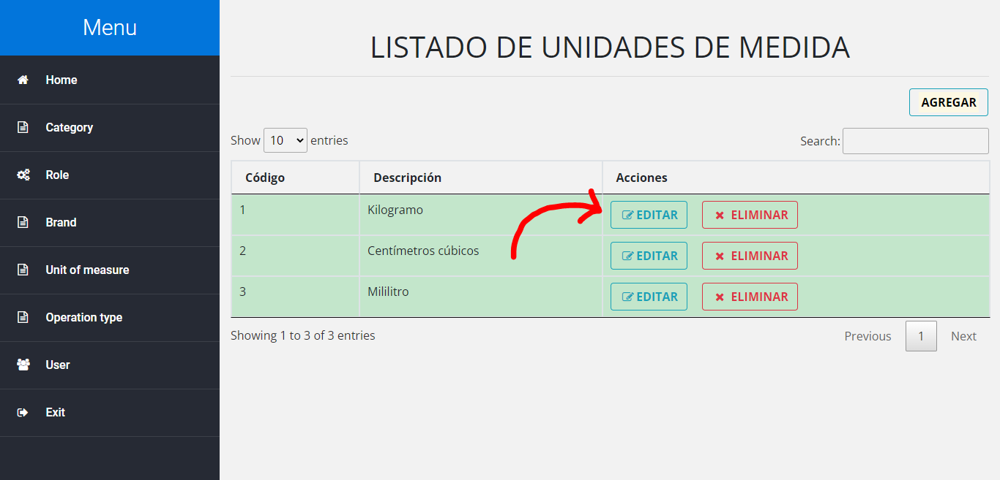 Menu
Home
Category
Role
Brand
Unit of measure
Operation type
User
Exit
LISTADO DE UNIDADES DE MEDIDA
AGREGAR
Show 10 entries
Search:
Código Descripción Acciones
1 Kilogramo EDITAR ELIMINAR
2 Centímetros cúbicos EDITAR ELIMINAR
3 Mililitro EDITAR ELIMINAR
Showing 1 to 3 of 3 entries
Previous 1 Next